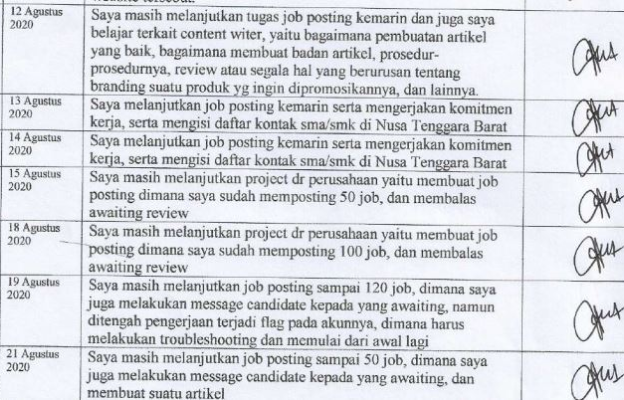 website tersebut.
12 Agustus
2020
Saya masih melanjutkan tugas job posting kemarin dan juga saya
belajar terkait content witer, yaitu bagaimana pembuatan artikel
yang baik, bagaimana membuat badan artikel, prosedur-
prosedurnya, review atau segala hal yang berurusan tentang
branding suatu produk yg ingin dipromosikannya, dan lainnya.
13 Agustus
2020
Saya melanjutkan job posting kemarin serta mengerjakan komitmen
kerja, serta mengisi daftar kontak sma/smk di Nusa Tenggara Barat
14 Agustus
2020
Saya melanjutkan job posting kemarin serta mengerjakan komitmen
kerja, serta mengisi daftar kontak sma/smk di Nusa Tenggara Barat
15 Agustus
2020
Saya masih melanjutkan project dr perusahaan yaitu membuat job
posting dimana saya sudah memposting 50 job, dan membalas
awaiting review
18 Agustus
2020
Saya masih melanjutkan project dr perusahaan yaitu membuat job
posting dimana saya sudah memposting 100 job, dan membalas
awaiting review
19 Agustus
2020
Saya masih melanjutkan job posting sampai 120 job, dimana saya
juga melakukan message candidate kepada yang awaiting, namun
ditengah pengerjaan terjadi flag pada akunnya, dimana harus
melakukan troubleshooting dan memulai dari awal lagi
21 Agustus
2020
Saya masih melanjutkan job posting sampai 50 job, dimana saya
juga melakukan message candidate kepada yang awaiting, dan
membuat suatu artikel